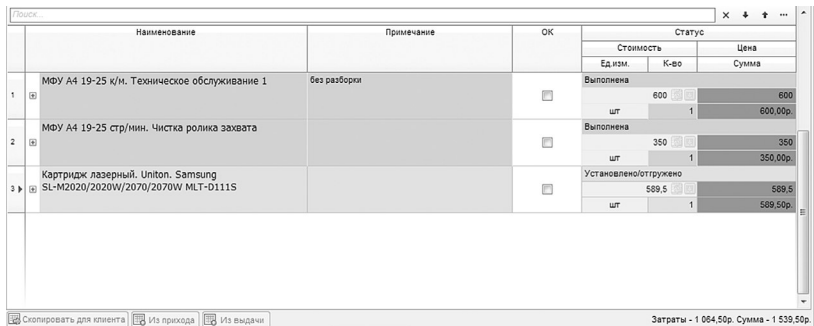 Поиск...
Наименование Примечание ОК Статус
Стоимость Цена
Ед.изм. К-во Сумма
1 МФУ А4 19-25 к/м. Техническое обслуживание 1 без разборки Выполнена
600 600
шт 1 600,00р.
2 МФУ А4 19-25 стр/мин. Чистка ролика захвата Выполнена
350 350
шт 1 350,00р.
Картридж лазерный. Uniton. Samsung Установлено/отгружено
3 SL-M2020/2020W/2070/2070W MLT-D111S 589,5 589,5
шт 1 589,50р.
Скопировать для клиента Из прихода Из выдачи Затраты - 1 064,50р. Сумма - 1 539,50р.